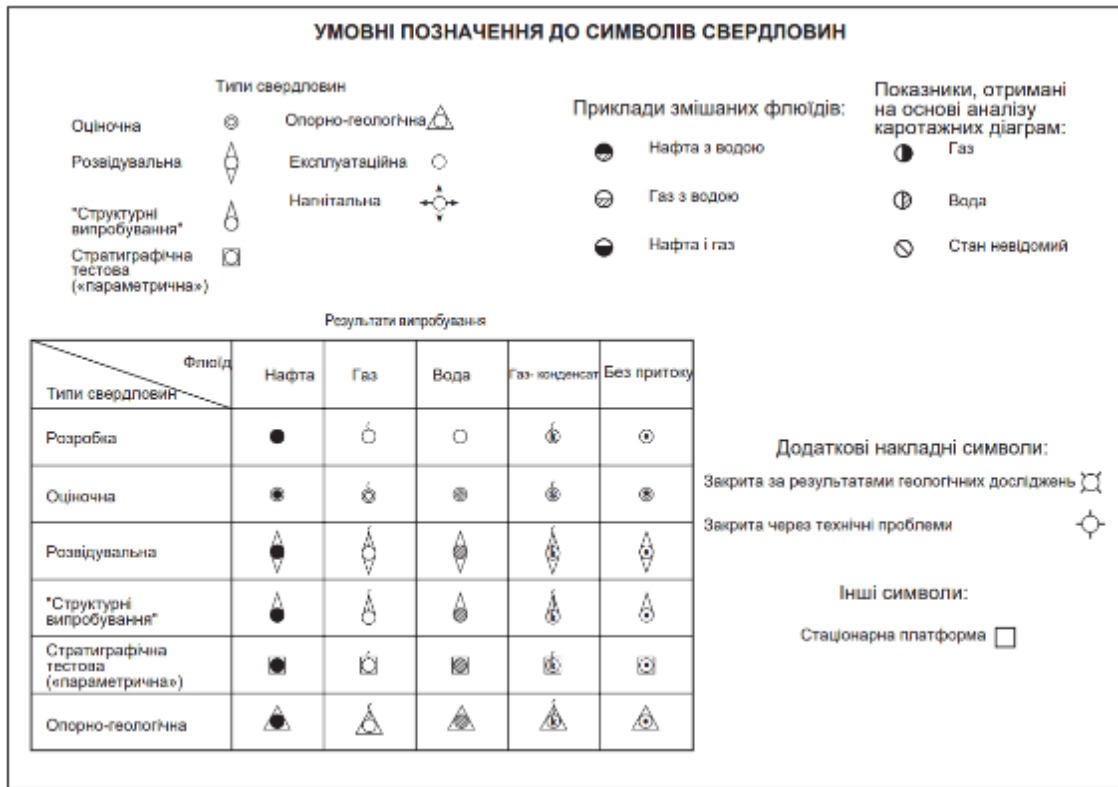 УМОВНІ ПОЗНАЧЕННЯ ДО СИМВОЛІВ СВЕРДЛОВИН
Типи свердловин
Оціночна
Розвідувальна
"Структурні
випробування"
Стратиграфічна
тестова
(«параметрична»)
Опорно-геологічна
Експлуатаційна
Нагнітальна
Приклади змішаних флюїдів:
Нафта з водою
Газ з водою
Нафта і газ
Показники, отримані
на основі аналізу
каротажних діаграм:
Газ
Вода
Стан невідомий
Результати випробування
Флюїд
Типи свердловин
Нафта
Газ
Вода
Газ- конденсат
Без притоку
Розробка
Оціночна
Розвідувальна
"Структурні
випробування"
Стратиграфічна
тестова
(«параметрична»)
Опорно-геологічна
Додаткові накладні символи:
Закрита за результатами геологічних досліджень
Закрита через технічні проблеми
Інші символи:
Стаціонарна платформа